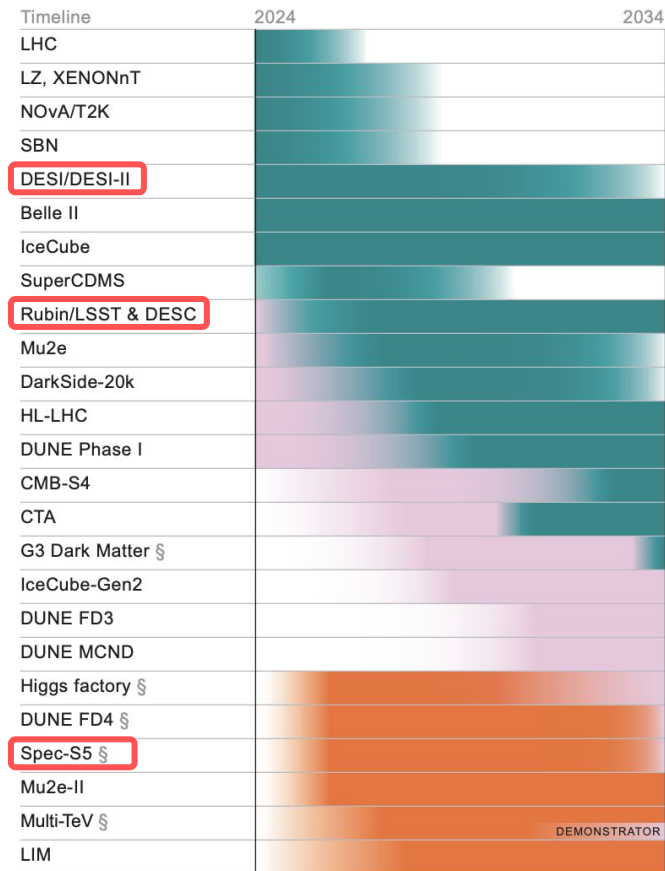 Timeline 2024 2034
LHC
LZ, XENONnT
NOvA/T2K
SBN
DESI/DESI-II
Belle II
IceCube
SuperCDMS
Rubin/LSST & DESC
Mu2e
DarkSide-20k
HL-LHC
DUNE Phase I
CMB-S4
CTA
G3 Dark Matter §
IceCube-Gen2
DUNE FD3
DUNE MCND
Higgs factory §
DUNE FD4 §
Spec-S5 §
Mu2e-II
Multi-TeV § DEMONSTRATOR
LIM